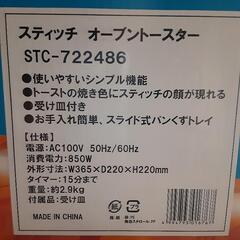 スティッチ オーブントースター
STC-722486
●使いやすいシンプル機能
●トーストの焼き色にスティッチの顔が現れる
●受け皿付き
●お手入れ簡単、スライド式パンくずトレイ
【仕様】
電源:AC100V 50Hz/60Hz
消費電力:850W
外形寸法:W365×D220×H220mm
タイマー:15分まで
重量:約2.9kg
付属品:受け皿
MADE IN CHINA